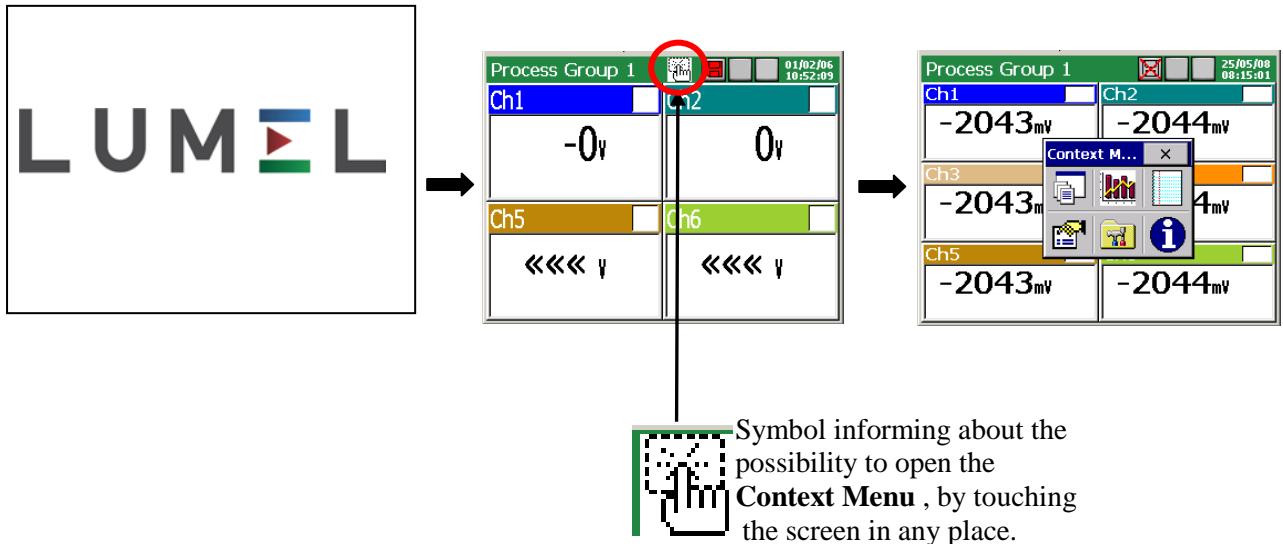 LUMEL
Process Group 1
01/02/06
10:52:09
Ch1
Ch2
-0V
0V
Ch5
Ch6
««« V
««« V
Process Group 1
25/05/08
08:15:01
Ch1
Ch2
-2043mV
-2044mV
Context M...
Ch3
-2043m
4mV
Ch5
-2043mV
-2044mV
Symbol informing about the
possibility to open the
Context Menu , by touching
the screen in any place.